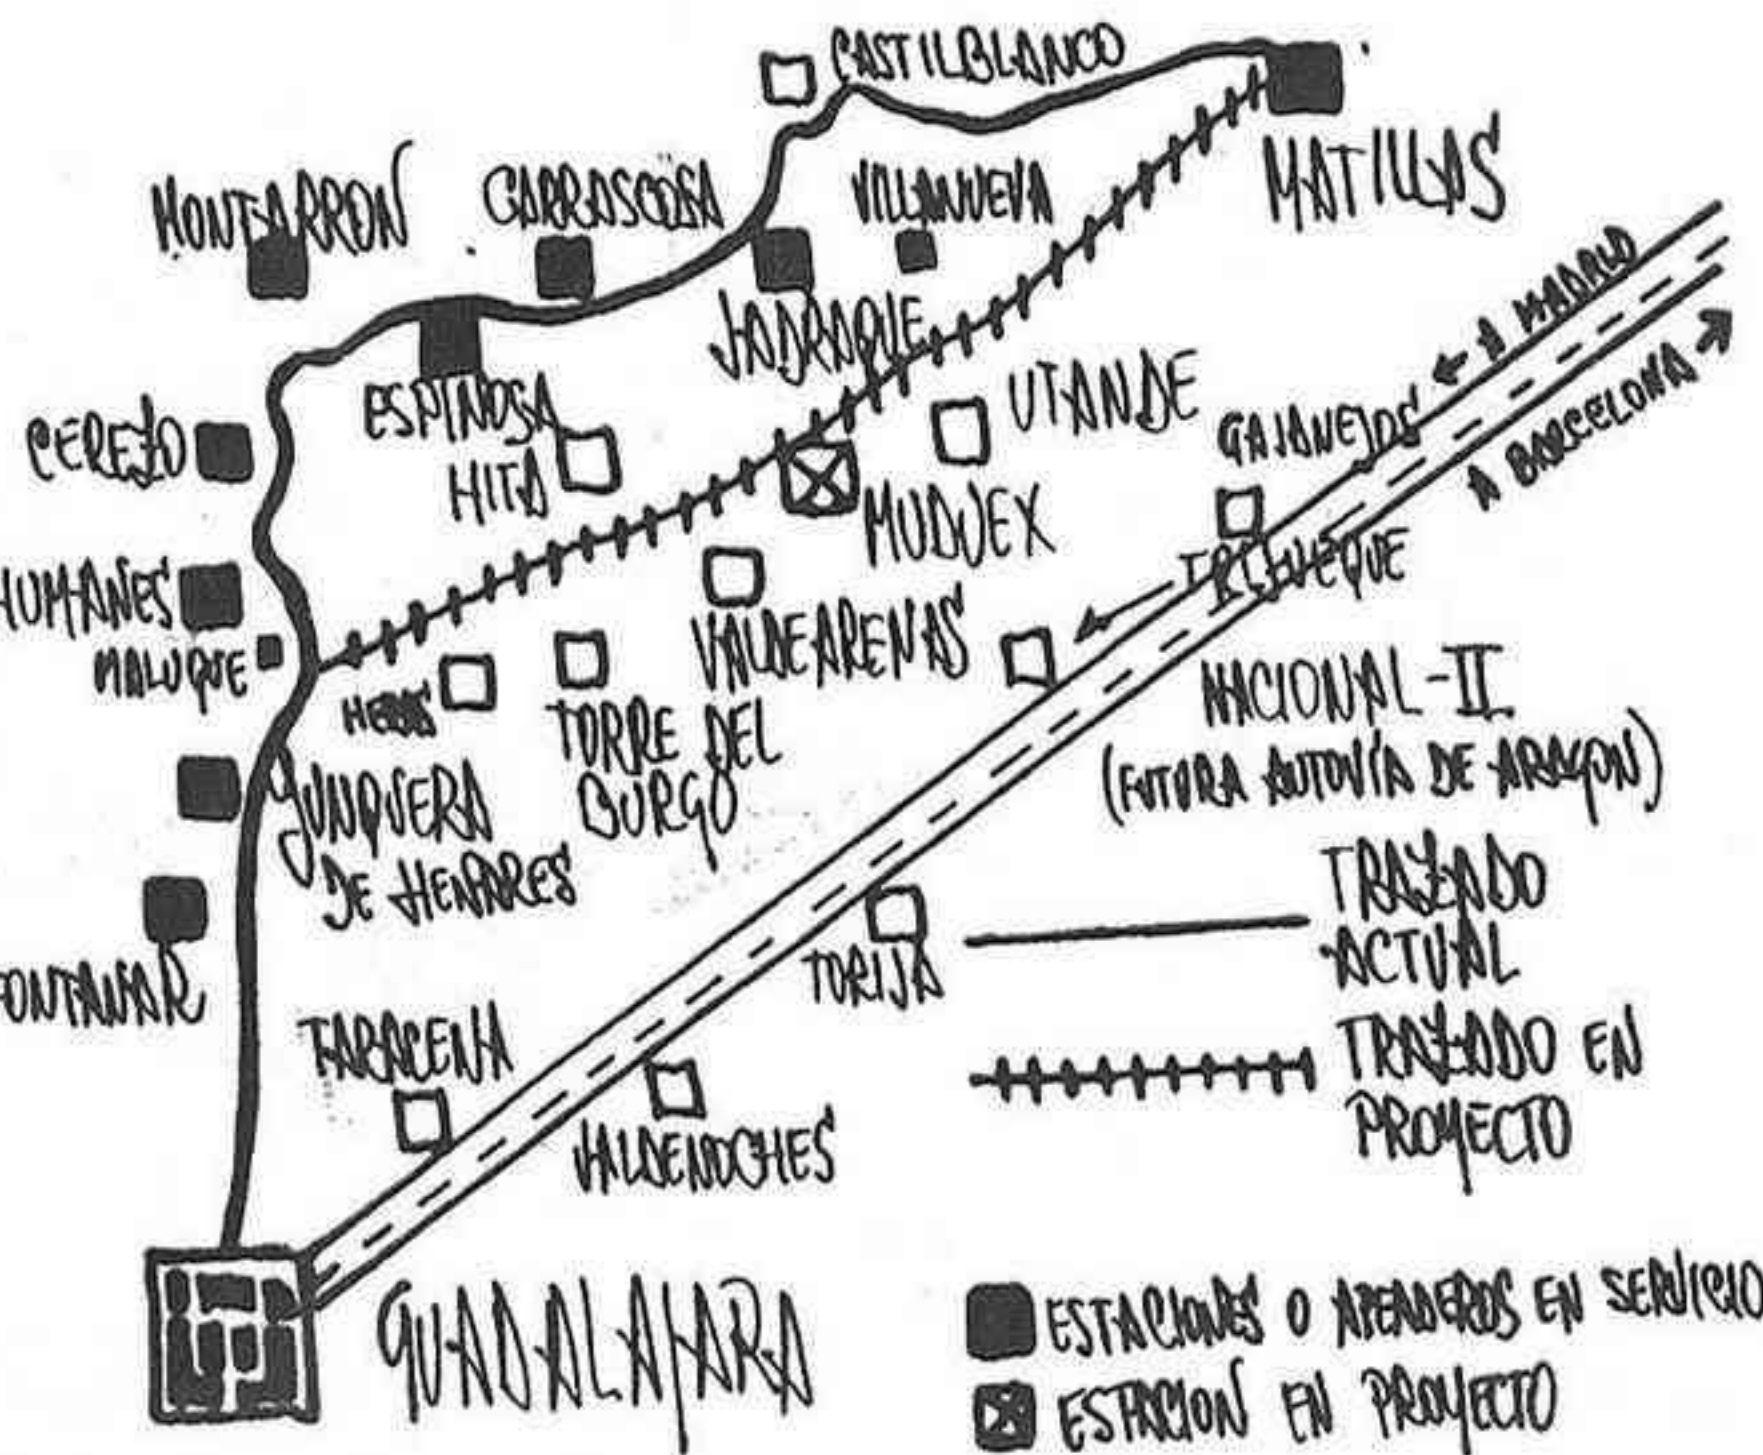 CASTILBLANCO
MATILLAS
MONTARRON
CARRASCOSA
VILLANUEVA
JADRAQUE
← A MADRID
A BARCELONA →
ESPINOSA
UTANDE
GAJANEJOS
CEREZO
HITA
MUDUEX
TRIJUEQUE
HUMANES
MALUQUE
VALDEARENAS
HERAS
TORRE DEL
BURGO
NACIONAL-II
(FUTURA AUTOVÍA DE ARAGON)
YUNQUERA
DE HENARES
FONTANAR
TORIJA
TRAZADO
ACTUAL
TARACENA
VALDENOCHES
TRAZADO EN
PROYECTO
GUADALAJARA
ESTACIONES O APEADEROS EN SERVICIO
ESTACION EN PROYECTO